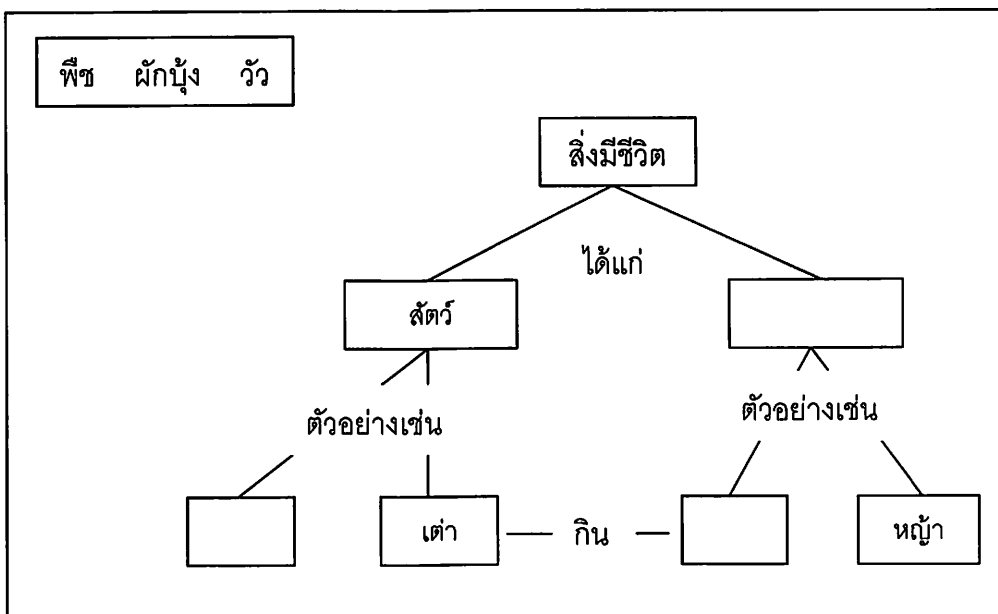 พืช ผักบุ้ง วัว
สิ่งมีชีวิต
ได้แก่
สัตว์
ตัวอย่างเช่น ตัวอย่างเช่น
เต่า กิน หญ้า